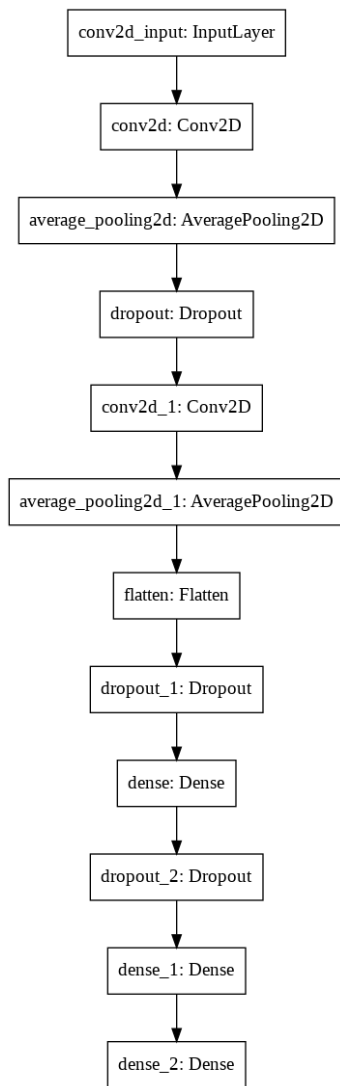 conv2d_input: InputLayer
conv2d: Conv2D
average_pooling2d: AveragePooling2D
dropout: Dropout
conv2d_1: Conv2D
average_pooling2d_1: AveragePooling2D
flatten: Flatten
dropout_1: Dropout
dense: Dense
dropout_2: Dropout
dense_1: Dense
dense_2: Dense